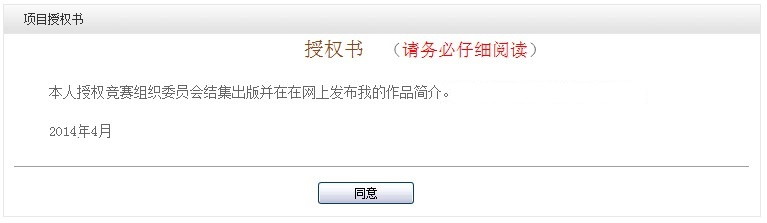 项目授权书
授权书 （请务必仔细阅读）
本人授权竞赛组织委员会结集出版并在在网上发布我的作品简介。
2014年4月
同意